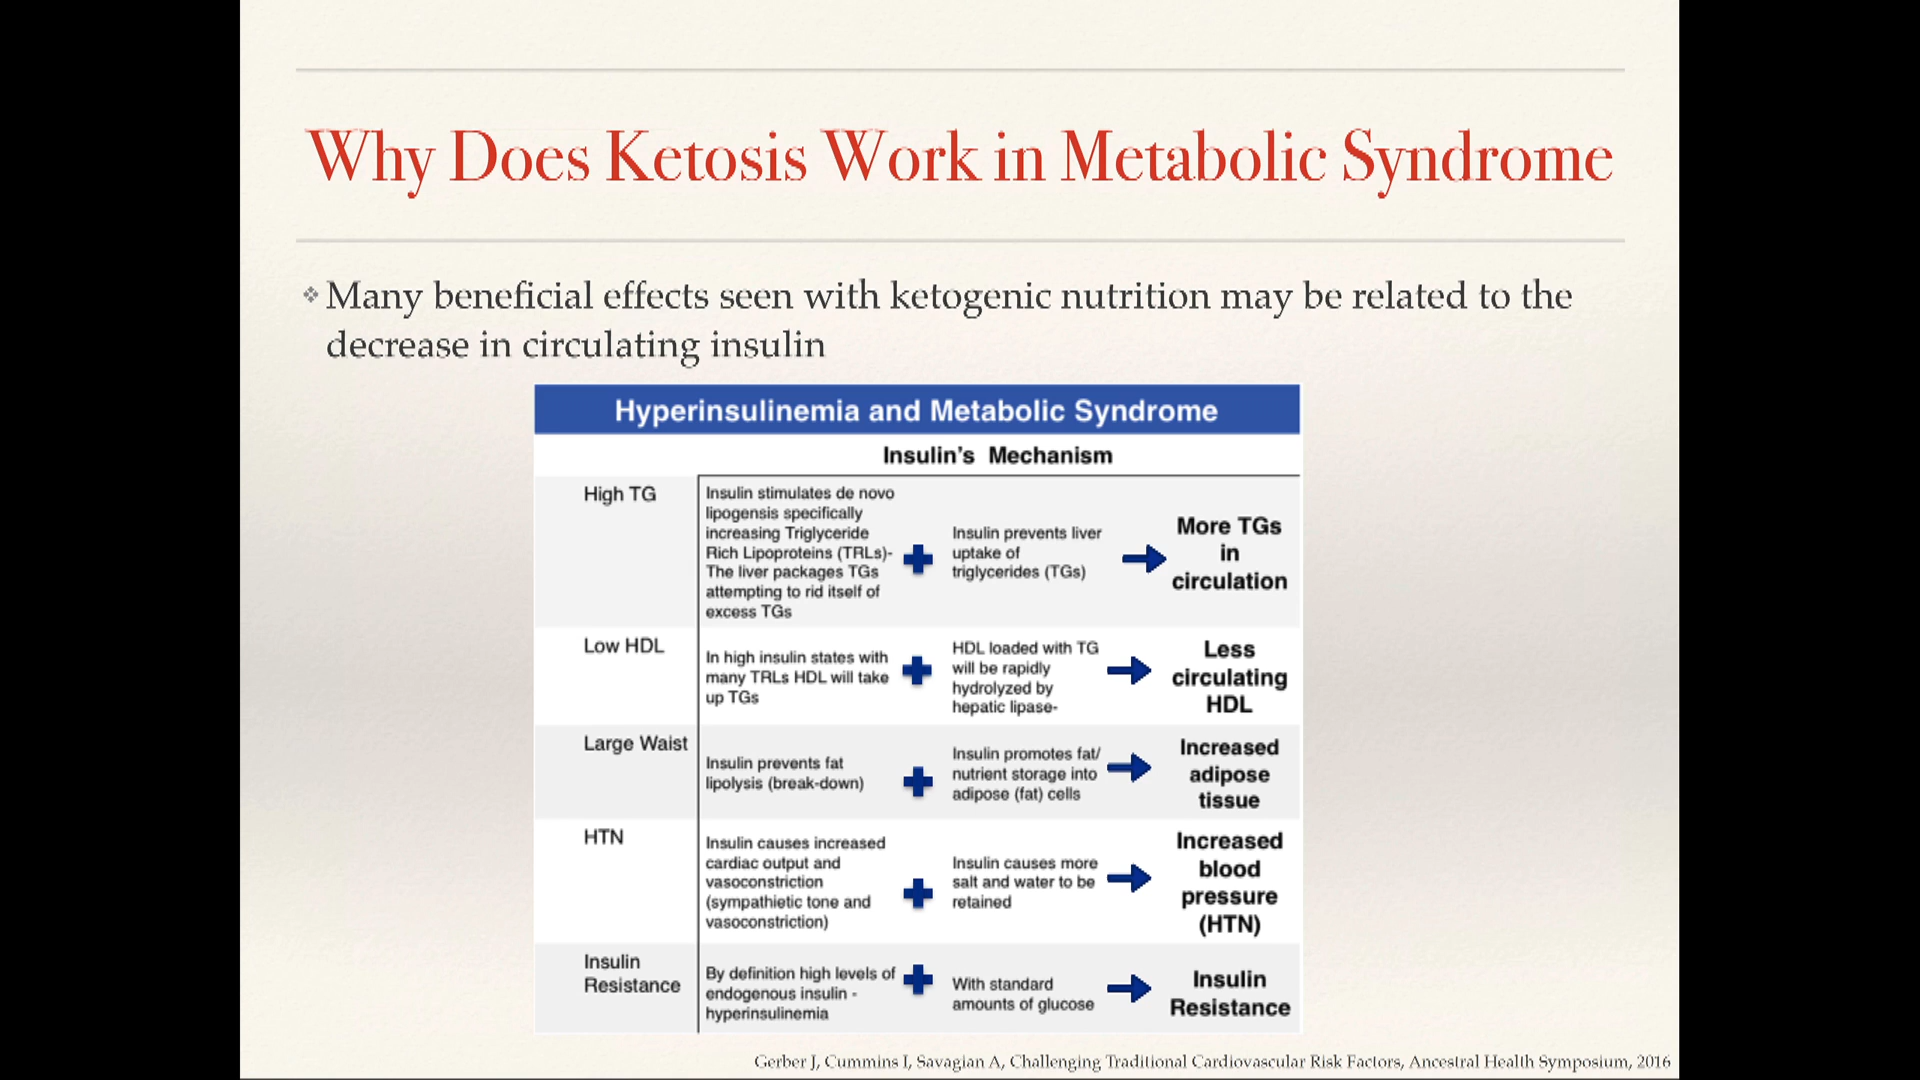 Why Does Ketosis Work in Metabolic Syndrome
Many beneficial effects seen with ketogenic nutrition may be related to the
decrease in circulating insulin
Hyperinsulinemia and Metabolic Syndrome
Insulin's Mechanism
High TG
Insulin stimulates de novo
lipogensis specifically
increasing Triglyceride
Rich Lipoproteins (TRLs)-
The liver packages TGs
attempting to rid itself of
excess TGs
Insulin prevents liver
uptake of
triglycerides (TGs)
More TGs
in
circulation
Low HDL
In high insulin states with
many TRLs HDL will take
up TGs
HDL loaded with TG
will be rapidly
hydrolyzed by
hepatic lipase-
Less
circulating
HDL
Large Waist
Insulin prevents fat
lipolysis (break-down)
Insulin promotes fat/
nutrient storage into
adipose (fat) cells
Increased
adipose
tissue
HTN
Insulin causes increased
cardiac output and
vasoconstriction
(sympathietic tone and
vasoconstriction)
Insulin causes more
salt and water to be
retained
Increased
blood
pressure
(HTN)
Insulin
Resistance
By definition high levels of
endogenous insulin -
hyperinsulinemia
With standard
amounts of glucose
Insulin
Resistance
Gerber J, Cummins I, Savagian A, Challenging Traditional Cardiovascular Risk Factors, Ancestral Health Symposium, 2016